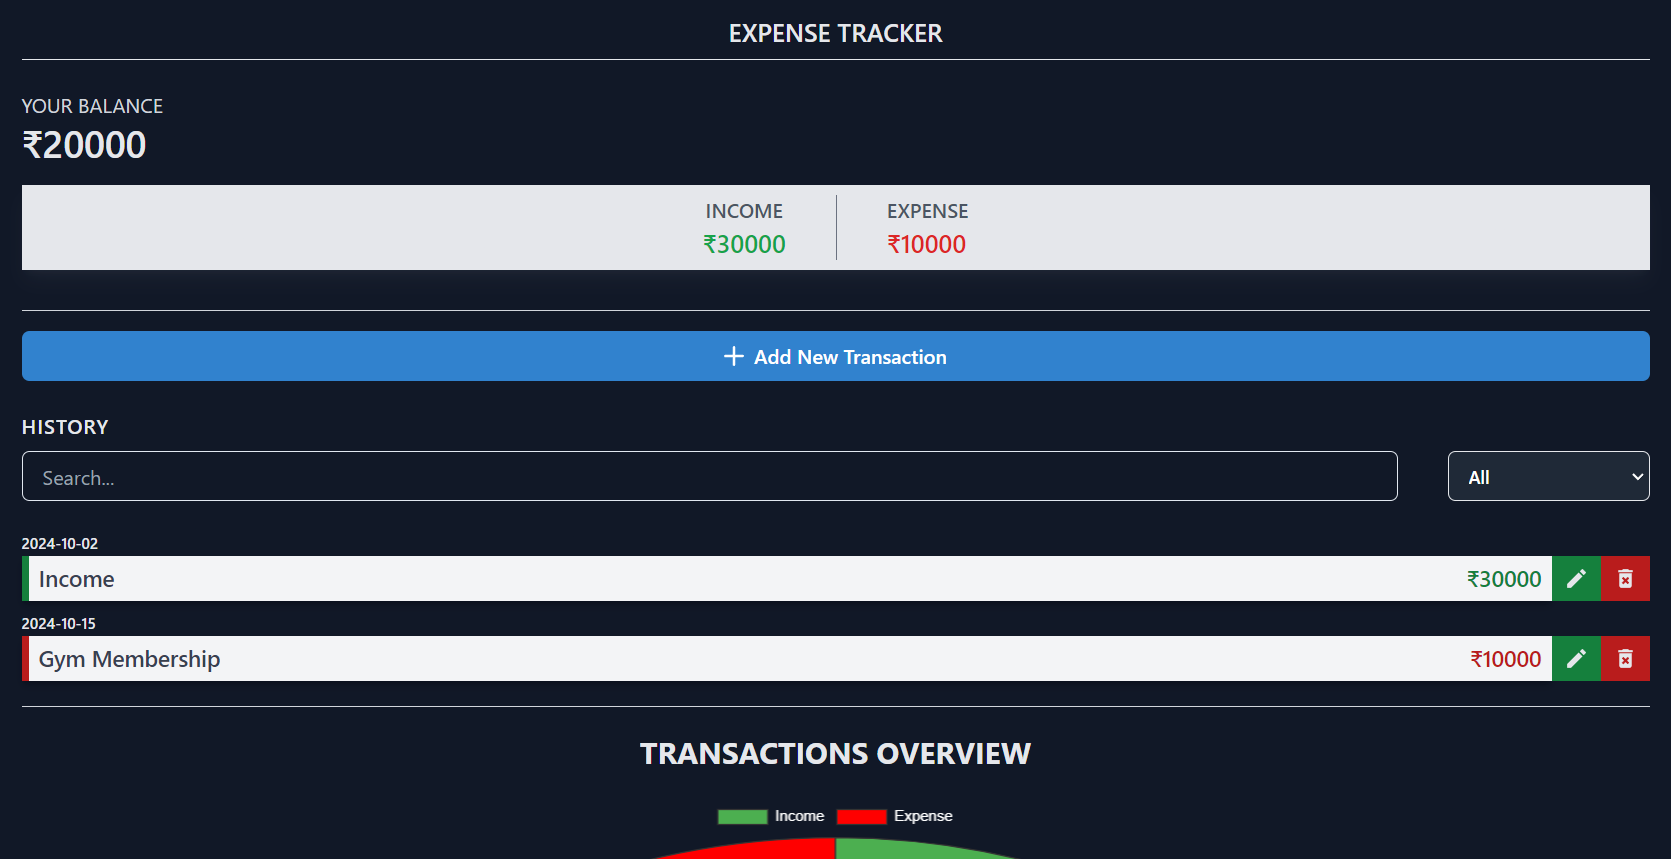 EXPENSE TRACKER
YOUR BALANCE
₹20000
INCOME EXPENSE
₹30000 ₹10000
Add New Transaction
HISTORY
Search... All
2024-10-02
Income ₹30000
2024-10-15
Gym Membership ₹10000
TRANSACTIONS OVERVIEW
Income Expense